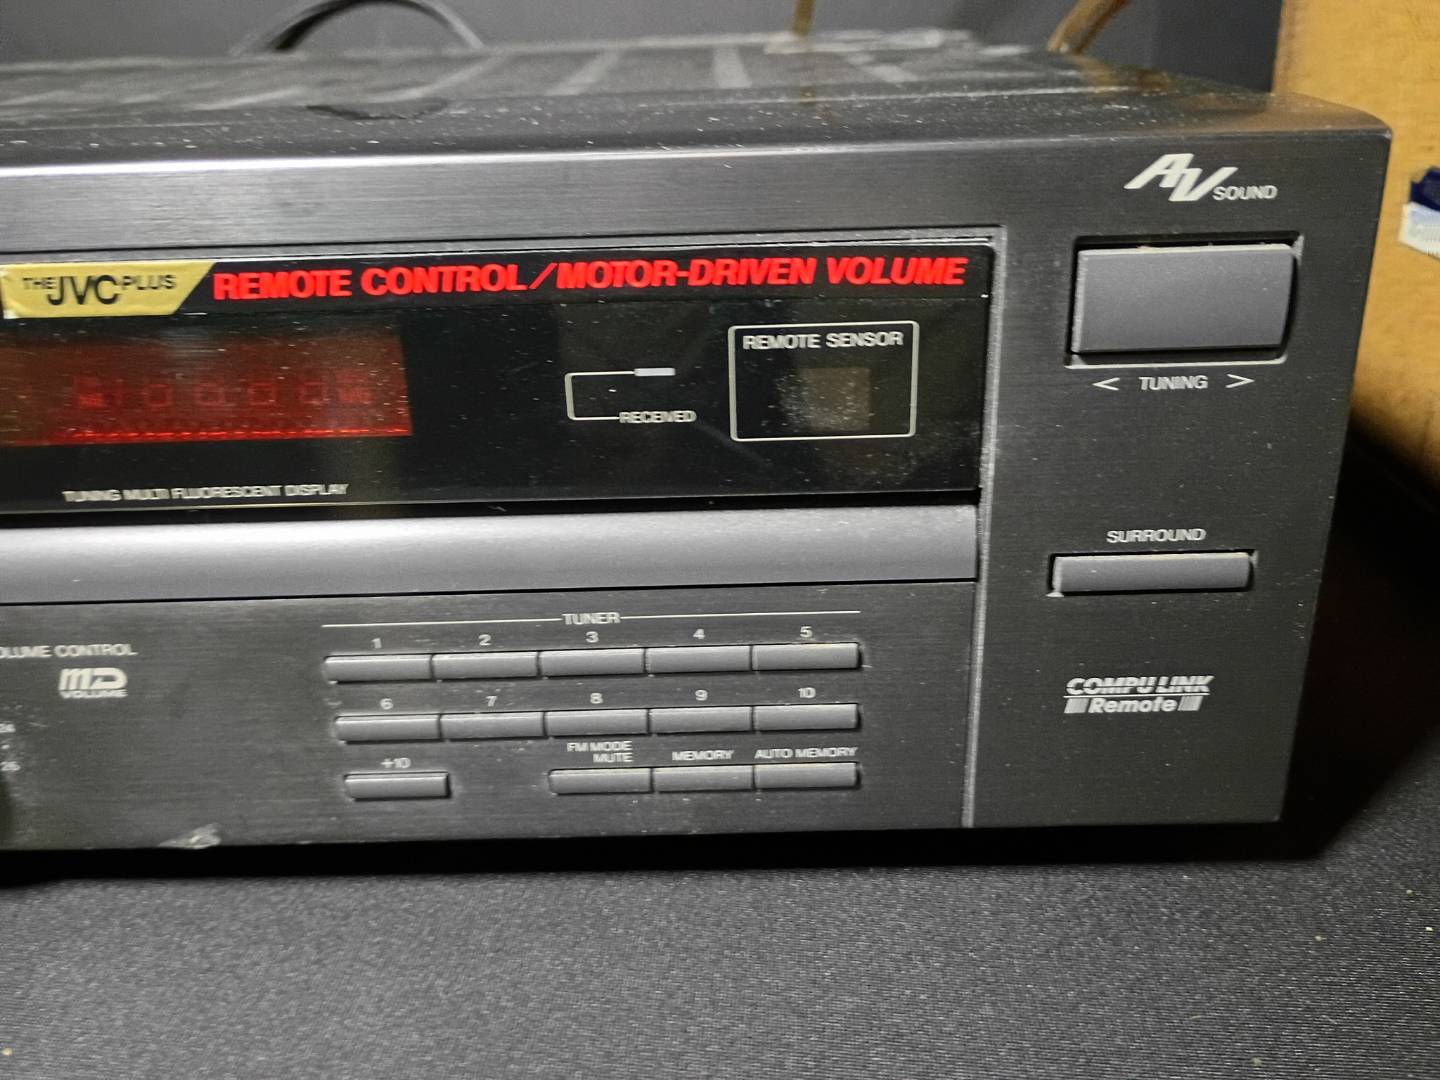 A/V SOUND
THE JVC PLUS REMOTE CONTROL/MOTOR-DRIVEN VOLUME
REMOTE SENSOR
RECEIVED
< TUNING >
TUNING MULTI FLUORESCENT DISPLAY
SURROUND
TUNER
1 2 3 4 5
VOLUME CONTROL
MD VOLUME
6 7 8 9 10
COMPU LINK
Remote
FM MODE
MUTE
MEMORY
AUTO MEMORY
+10
26